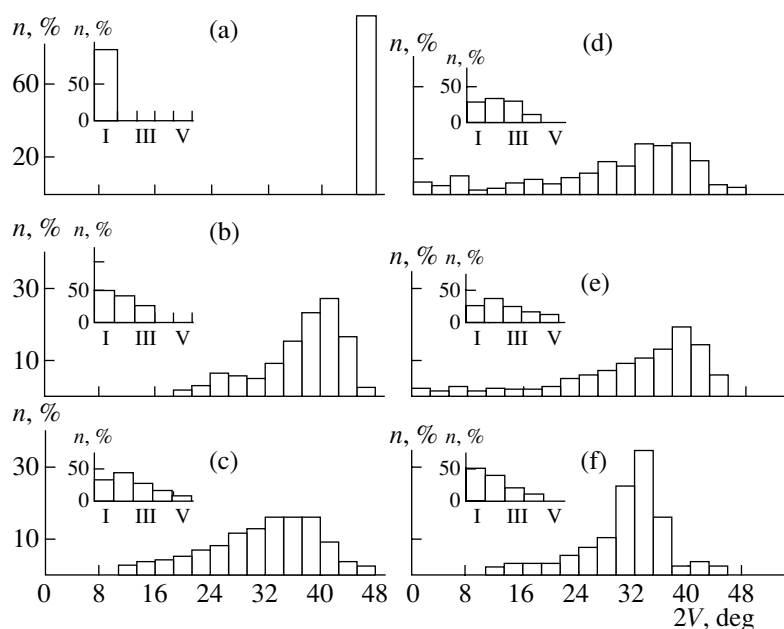 n, %
n, %
(a)
60
20
50
0
I III V
n, %
n, %
(d)
50
0
I III V
n, %
n, %
(b)
30
10
50
0
I III V
n, %
n, %
(e)
50
0
I III V
n, %
n, %
(c)
30
10
50
0
I III V
0 8 16 24 32 40 48
n, %
n, %
(f)
50
0
I III V
0 8 16 24 32 40 48
2V, deg